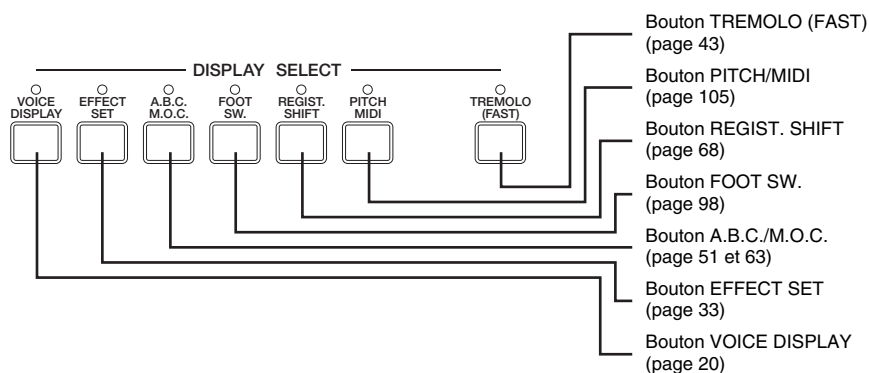 DISPLAY SELECT
VOICE DISPLAY
EFFECT SET
A.B.C. M.O.C.
FOOT SW.
REGIST. SHIFT
PITCH MIDI
TREMOLO (FAST)
Bouton TREMOLO (FAST)
(page 43)
Bouton PITCH/MIDI
(page 105)
Bouton REGIST. SHIFT
(page 68)
Bouton FOOT SW.
(page 98)
Bouton A.B.C./M.O.C.
(page 51 et 63)
Bouton EFFECT SET
(page 33)
Bouton VOICE DISPLAY
(page 20)